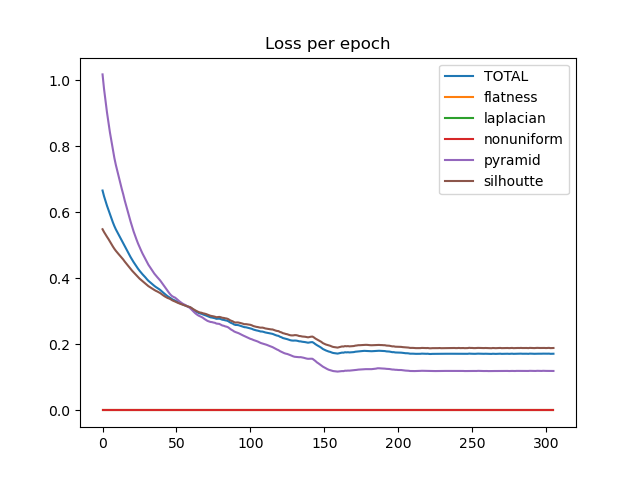 Loss per epoch
1.0
0.8
0.6
0.4
0.2
0.0
0
50
100
150
200
250
300
TOTAL
flatness
laplacian
nonuniform
pyramid
silhoutte